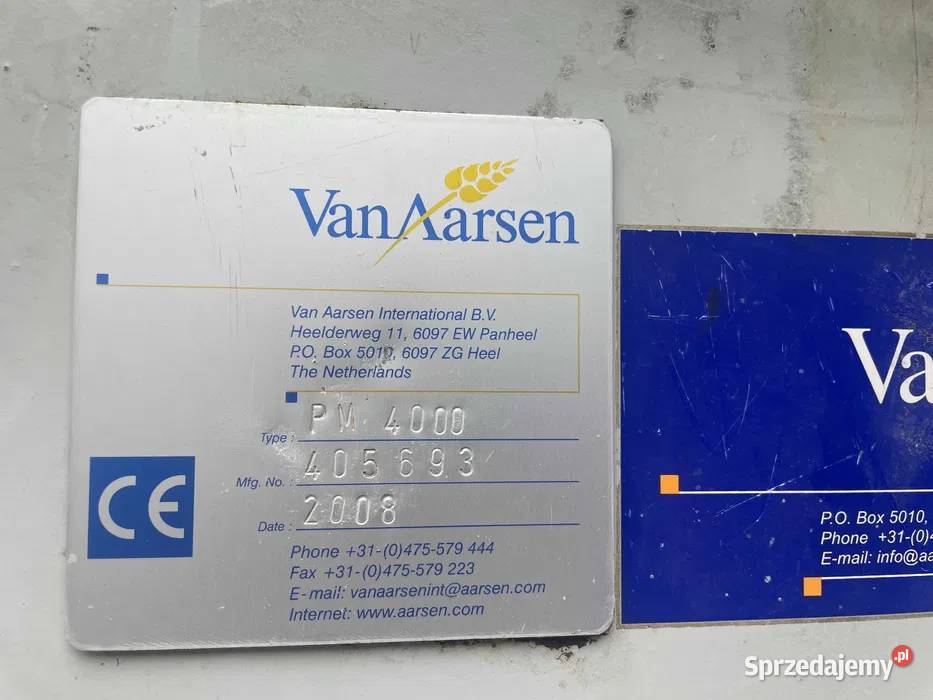 VanAarsen
Van Aarsen International B.V.
Heelderweg 11, 6097 EW Panheel
P.O. Box 5010, 6097 ZG Heel
The Netherlands
Type : PM 4000
Mfg. No. : 405693
Date : 2008
CE
Phone +31-(0)475-579 444
Fax +31-(0)475-579 223
E-mail: vanaarsenint@aarsen.com
Internet: www.aarsen.com
Va
P.O. Box 5010,
Phone +31-(0)4
E-mail: info@aa
Sprzedajemy.pl